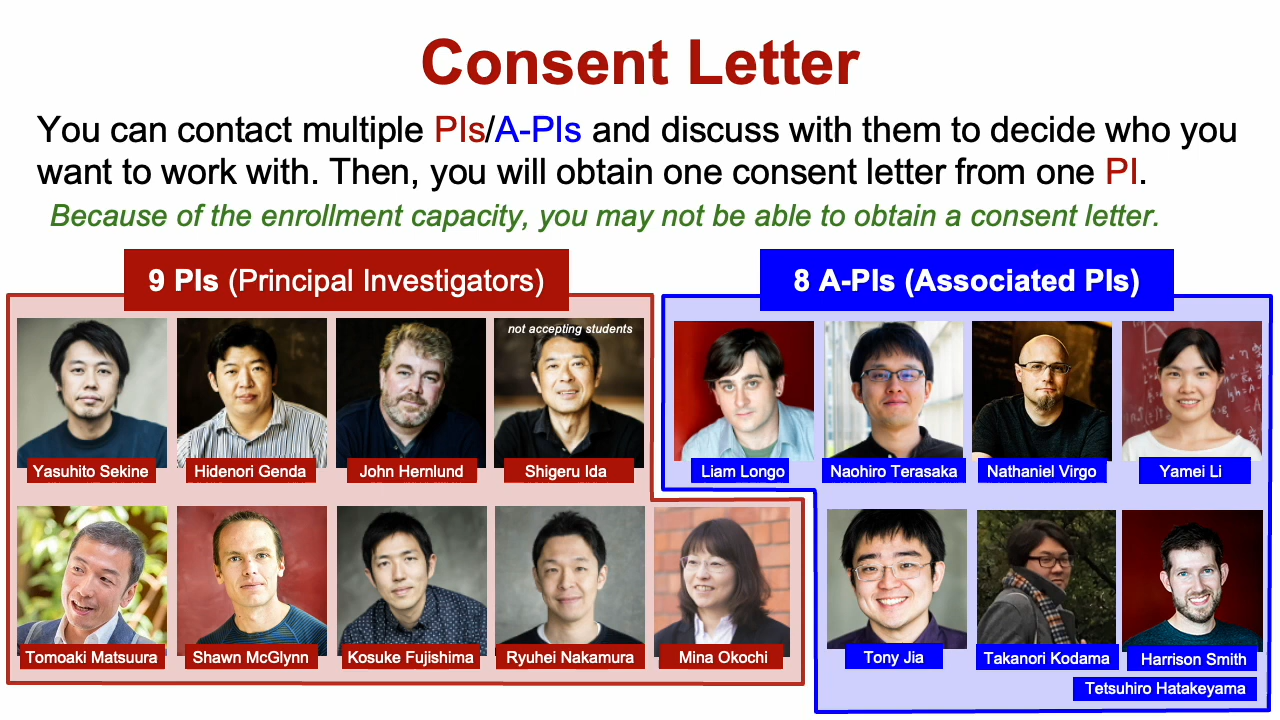 Consent Letter
You can contact multiple PIs/A-PIs and discuss with them to decide who you
want to work with. Then, you will obtain one consent letter from one PI.
Because of the enrollment capacity, you may not be able to obtain a consent letter.
9 PIs (Principal Investigators)
not accepting students
Yasuhito Sekine
Hidenori Genda
John Hernlund
Shigeru Ida
Tomoaki Matsuura
Shawn McGlynn
Kosuke Fujishima
Ryuhei Nakamura
Mina Okochi
8 A-PIs (Associated PIs)
Liam Longo
Naohiro Terasaka
Nathaniel Virgo
Yamei Li
Tony Jia
Takanori Kodama
Harrison Smith
Tetsuhiro Hatakeyama